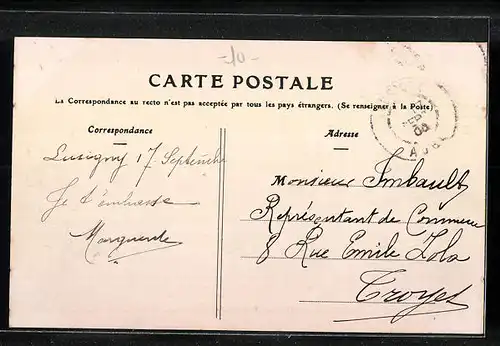 -10-
CARTE POSTALE
La Correspondance au recto n'est pas acceptée par tous les pays étrangers. (Se renseigner à la Poste)
Correspondance
Lusigny 17 Septembre
Je t'embrasse
Marguerite
Adresse
Monsieur Imbault
Représentant de Commerce
8 Rue Emile Zola
Troyes
AUBE